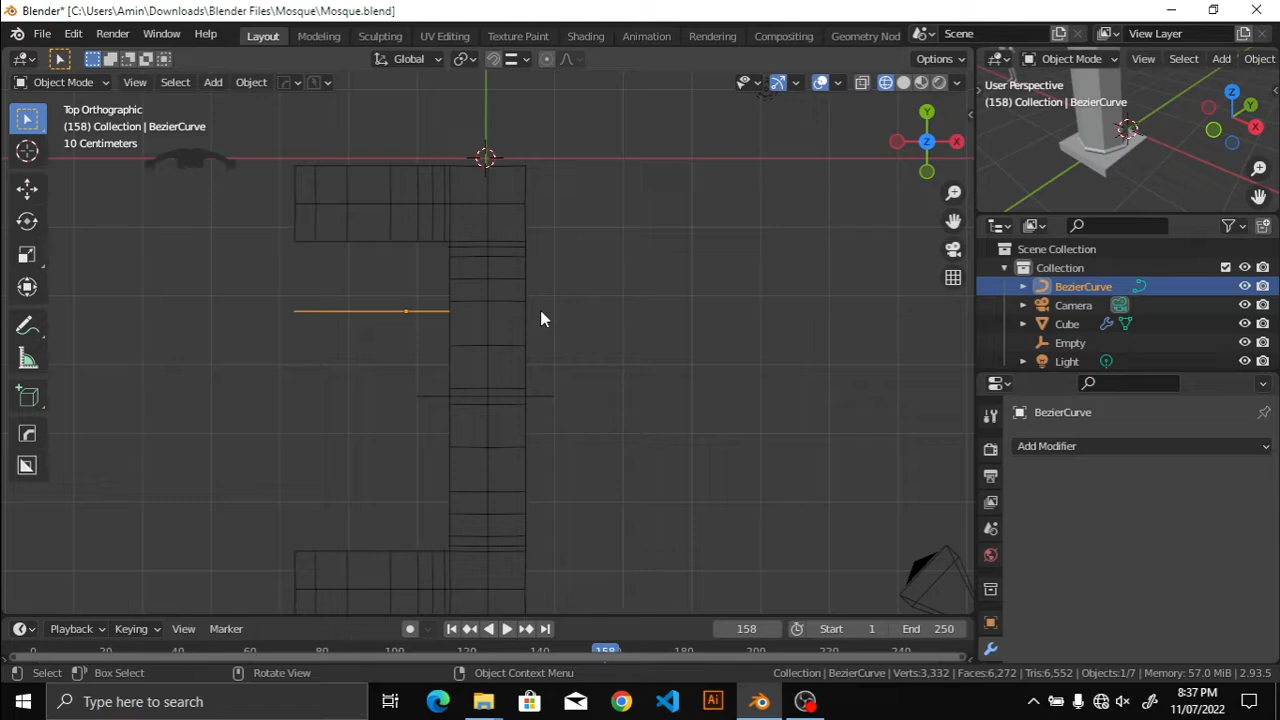 Blender* [C:\Users\Amin\Downloads\Blender Files\Mosque\Mosque.blend]
File Edit Render Window Help Layout Modeling Sculpting UV Editing Texture Paint Shading Animation Rendering Compositing Geometry Nod Scene View Layer
Global Options Object Mode View Select Add Object
Object Mode View Select Add Object
Top Orthographic
(158) Collection | BezierCurve
10 Centimeters
User Perspective
(158) Collection | BezierCurve
Z
Y
X
Y
X
Z
Scene Collection
Collection
BezierCurve
Camera
Cube
Empty
Light
BezierCurve
Add Modifier
Playback Keying View Marker 158 Start 1 End 250
0 40 80 100 120 140 158 180 200 240
Select Box Select Rotate View Object Context Menu Collection | BezierCurve | Verts:3,332 | Faces:6,272 | Tris:6,552 | Objects:1/7 | Memory: 57.0 MiB | 2.93.5
Type here to search
Ai
8:37 PM
11/07/2022